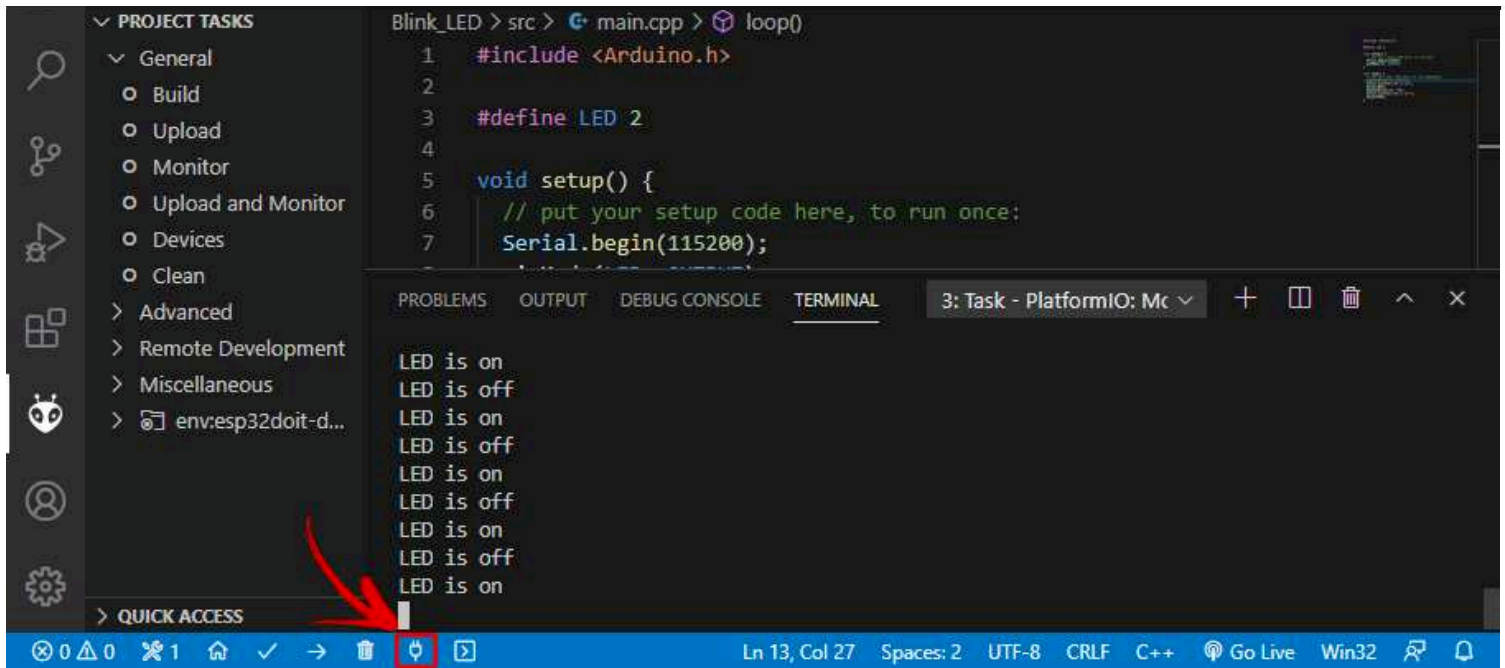 PROJECT TASKS
General
Build
Upload
Monitor
Upload and Monitor
Devices
Clean
Advanced
Remote Development
Miscellaneous
env:esp32doit-d...
QUICK ACCESS
Blink_LED > src > main.cpp > loop()
1 #include <Arduino.h>
2
3 #define LED 2
4
5 void setup() {
6 // put your setup code here, to run once:
7 Serial.begin(115200);
PROBLEMS OUTPUT DEBUG CONSOLE TERMINAL 3: Task - PlatformIO: Mc
LED is on
LED is off
LED is on
LED is off
LED is on
LED is off
LED is on
LED is off
LED is on
0 0 1 Ln 13, Col 27 Spaces: 2 UTF-8 CRLF C++ Go Live Win32